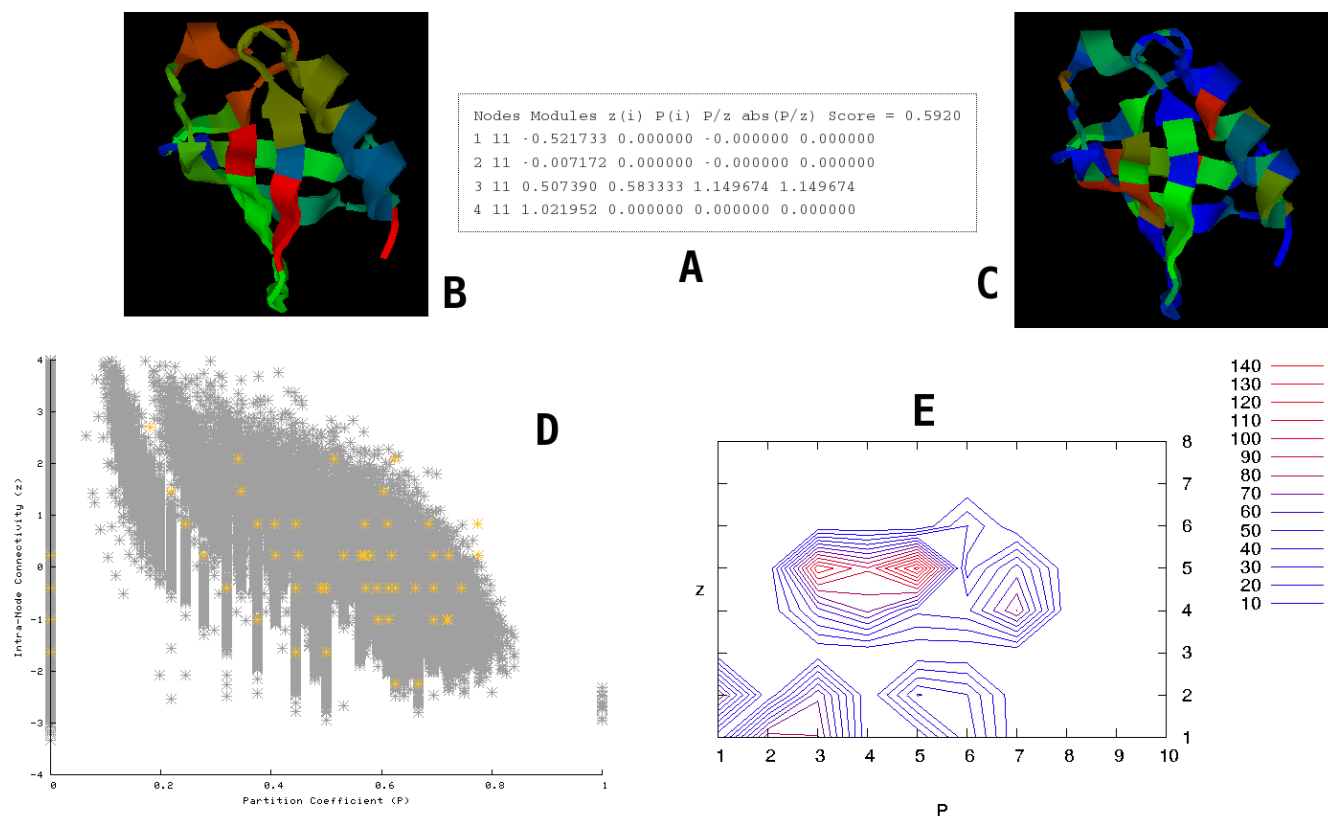 Nodes Modules z(i) P(i) P/z abs(P/z) Score = 0.5920
1 11 -0.521733 0.000000 -0.000000 0.000000
2 11 -0.007172 0.000000 -0.000000 0.000000
3 11 0.507390 0.583333 1.149674 1.149674
4 11 1.021952 0.000000 0.000000 0.000000
A
B
C
D
4
3
2
1
0
-1
-2
-3
-4
Intra-Node Connectivity (z)
0
0.2
0.4
0.6
0.8
1
Partition Coefficient (P)
E
140
130
120
110
100
90
80
70
60
50
40
30
20
10
8
7
6
5
4
3
2
1
z
1 2 3 4 5 6 7 8 9 10
P